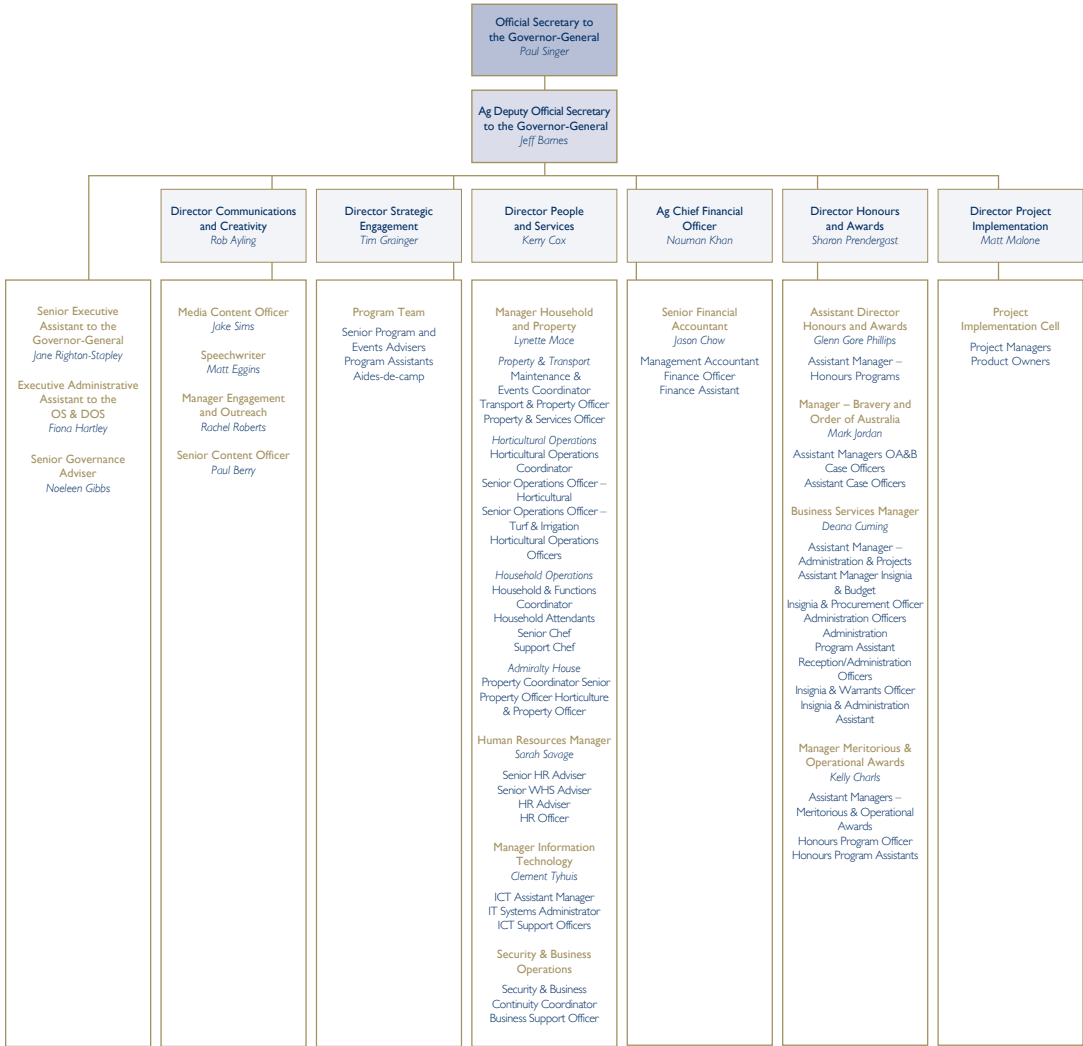 Official Secretary to
the Governor-General
Paul Singer
Ag Deputy Official Secretary
to the Governor-General
Jeff Barnes
Director Communications
and Creativity
Rob Ayling
Director Strategic
Engagement
Tim Grainger
Director People
and Services
Kerry Cox
Ag Chief Financial
Officer
Nauman Khan
Director Honours
and Awards
Sharon Prendergast
Director Project
Implementation
Matt Malone
Senior Executive
Assistant to the
Governor-General
Jane Righton-Stapley
Executive Administrative
Assistant to the
OS & DOS
Fiona Hartley
Senior Governance
Adviser
Noeleen Gibbs
Media Content Officer
Jake Sims
Speechwriter
Matt Eggins
Manager Engagement
and Outreach
Rachel Roberts
Senior Content Officer
Paul Berry
Program Team
Senior Program and
Events Advisers
Program Assistants
Aides-de-camp
Manager Household
and Property
Lynette Mace
Property & Transport
Maintenance &
Events Coordinator
Transport & Property Officer
Property & Services Officer
Horticultural Operations
Horticultural Operations
Coordinator
Senior Operations Officer –
Horticultural
Senior Operations Officer –
Turf & Irrigation
Horticultural Operations
Officers
Household Operations
Household & Functions
Coordinator
Household Attendants
Senior Chef
Support Chef
Admiralty House
Property Coordinator Senior
Property Officer Horticulture
& Property Officer
Human Resources Manager
Sarah Savage
Senior HR Adviser
Senior WHS Adviser
HR Adviser
HR Officer
Manager Information
Technology
Clement Tyhuis
ICT Assistant Manager
IT Systems Administrator
ICT Support Officers
Security & Business
Operations
Security & Business
Continuity Coordinator
Business Support Officer
Senior Financial
Accountant
Jason Chow
Management Accountant
Finance Officer
Finance Assistant
Assistant Director
Honours and Awards
Glenn Gore Phillips
Assistant Manager –
Honours Programs
Manager – Bravery and
Order of Australia
Mark Jordan
Assistant Managers OA&B
Case Officers
Assistant Case Officers
Business Services Manager
Deana Cuming
Assistant Manager –
Administration & Projects
Assistant Manager Insignia
& Budget
Insignia & Procurement Officer
Administration Officers
Administration
Program Assistant
Reception/Administration
Officers
Insignia & Warrants Officer
Insignia & Administration
Assistant
Manager Meritorious &
Operational Awards
Kelly Charls
Assistant Managers –
Meritorious & Operational
Awards
Honours Program Officer
Honours Program Assistants
Project
Implementation Cell
Project Managers
Product Owners